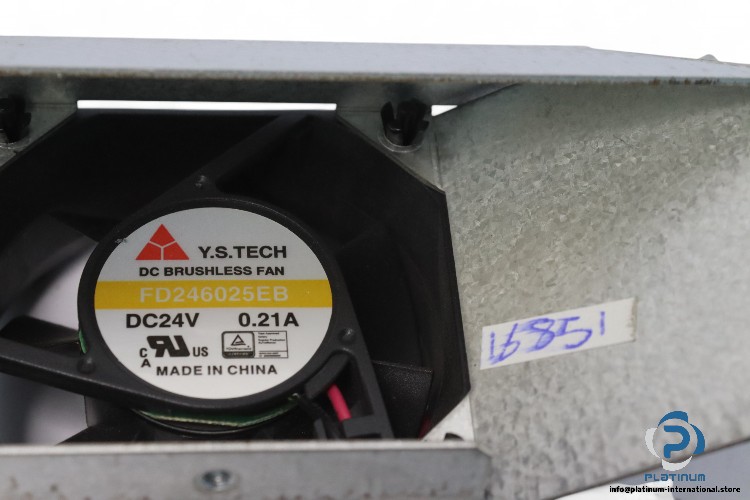 Y.S.TECH
DC BRUSHLESS FAN
FD246025EB
DC24V 0.21A
C US
A
MADE IN CHINA
16851
PLATINUM
info@platinum-international.store